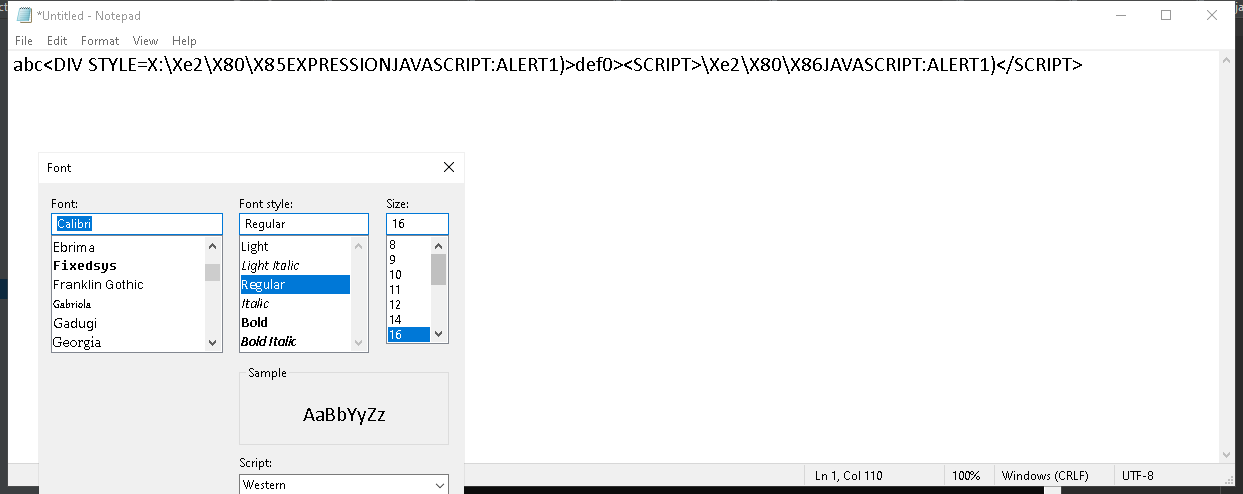 *Untitled - Notepad
File Edit Format View Help
abc<DIV STYLE=X:\Xe2\X80\X85EXPRESSIONJAVASCRIPT:ALERT1)>def0><SCRIPT>\Xe2\X80\X86JAVASCRIPT:ALERT1)</SCRIPT>
Font
Font: Font style: Size:
Calibri Regular 16
Ebrima
Fixedsys
Franklin Gothic
Gabriola
Gadugi
Georgia
Light
Light Italic
Regular
Italic
Bold
Bold Italic
8
9
10
11
12
14
16
Sample
AaBbYyZz
Script:
Western
Ln 1, Col 110 100% Windows (CRLF) UTF-8